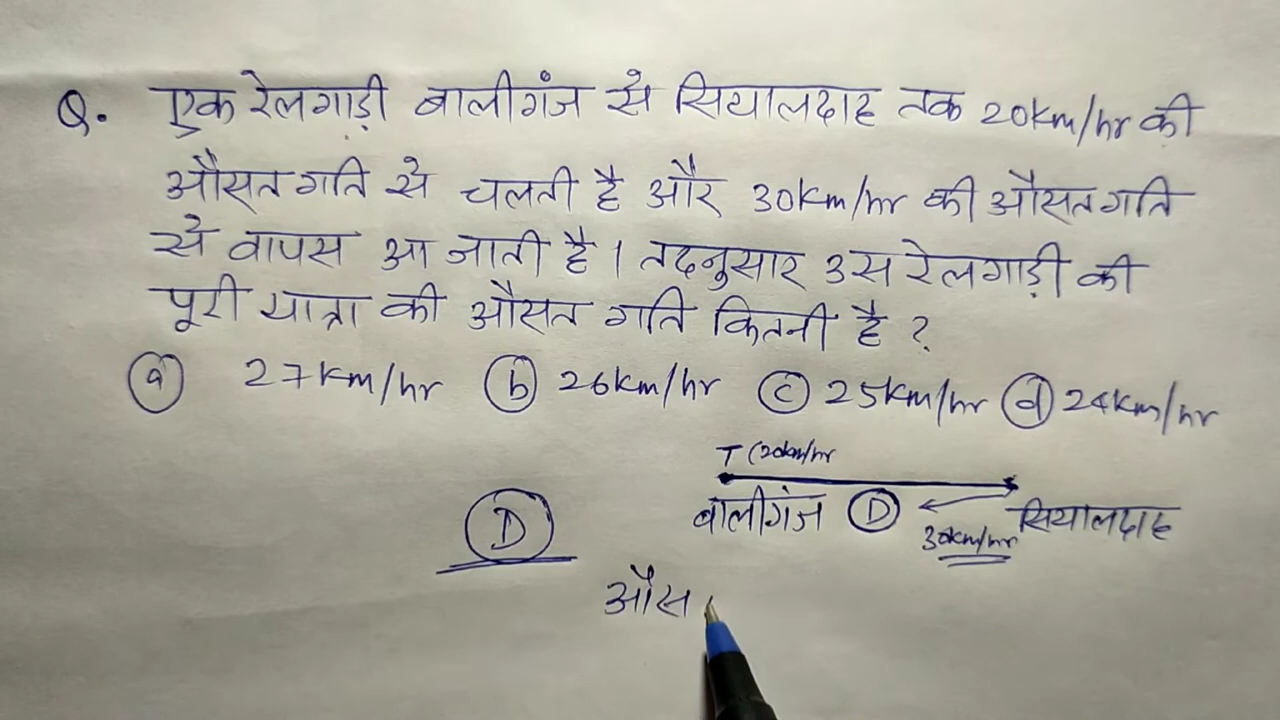 Q. एक रेलगाड़ी बालीगंज से सियालदाह तक 20km/hr की
औसत गति से चलती है और 30km/hr की औसत गति
से वापस आ जाती है। तदनुसार उस रेलगाड़ी की
पूरी यात्रा की औसत गति कितनी है ?
(a) 27km/hr (b) 26km/hr (c) 25km/hr (d) 24km/hr
T (20km/hr
बालीगंज (D) सियालदाह
30km/hr
(D)
औस